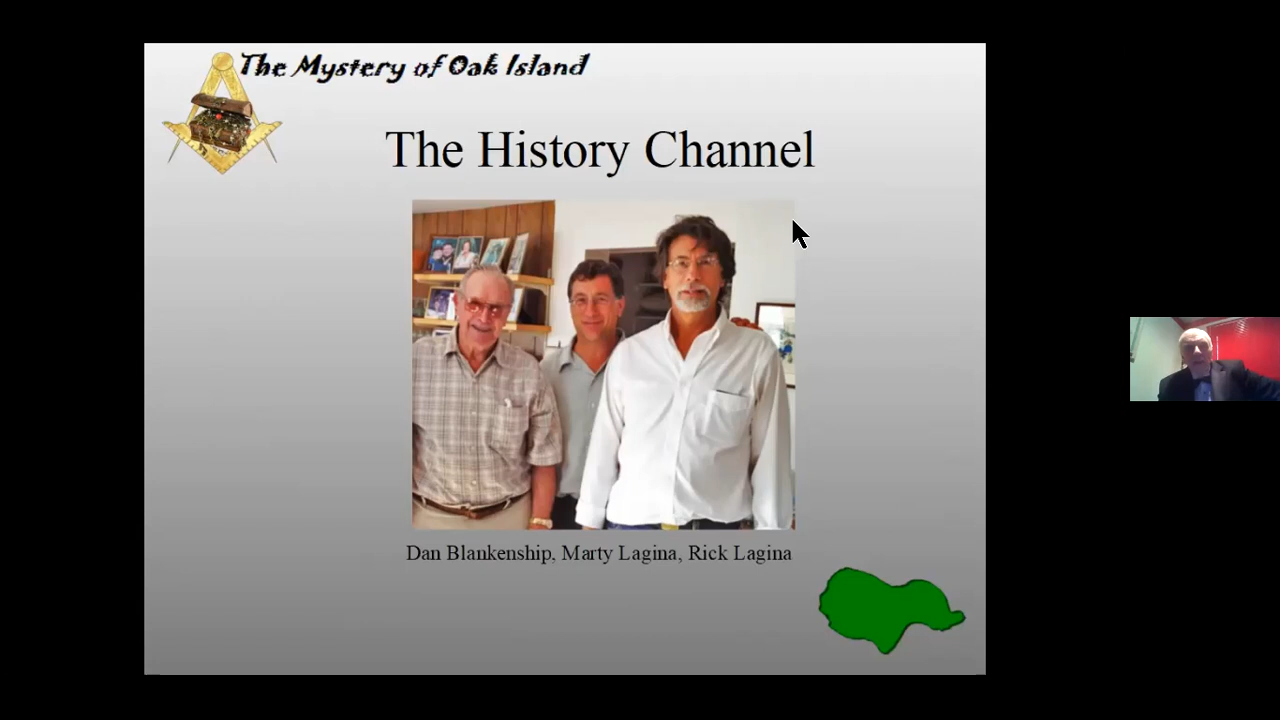 The Mystery of Oak Island
The History Channel
Dan Blankenship, Marty Lagina, Rick Lagina